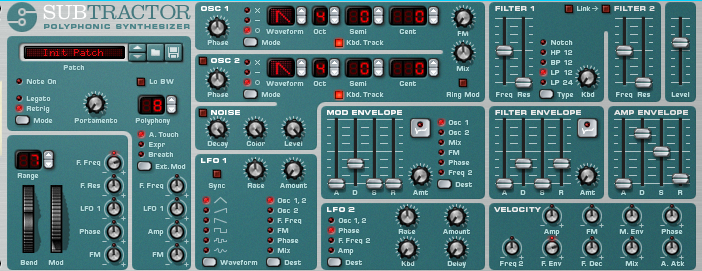 SUBTRACTOR
POLYPHONIC SYNTHESIZER
Init Patch
Patch
Note On
Lo BW
Legato
Retrig
Mode
Portamento
8
Polyphony
7
Range
Bend
Mod
A. Touch
Expr
Breath
Ext. Mod
F. Freq
F. Res
LFO 1
Phase
FM
F. Freq
LFO 1
Amp
FM
OSC 1
Phase
Mode
Waveform
4
Oct
0
Semi
0
Cent
Kbd. Track
FM
OSC 2
Phase
Mode
Waveform
4
Oct
0
Semi
0
Cent
Kbd. Track
Mix
Ring Mod
NOISE
Decay
Color
Level
LFO 1
Sync
Rate
Amount
Waveform
Osc 1, 2
Osc 2
F. Freq
FM
Phase
Mix
Dest
MOD ENVELOPE
A
D
S
R
Amt
Osc 1
Osc 2
Mix
FM
Phase
Freq 2
Dest
LFO 2
Osc 1, 2
Phase
F. Freq 2
Amp
Dest
Rate
Amount
Kbd
Delay
FILTER 1
Link
FILTER 2
Freq
Res
Notch
HP 12
BP 12
LP 12
LP 24
Type
Kbd
Freq
Res
Level
FILTER ENVELOPE
A
D
S
R
Amt
AMP ENVELOPE
A
D
S
R
VELOCITY
Amp
FM
M. Env
Phase
Freq 2
F. Env
F. Dec
Mix
A. Atk